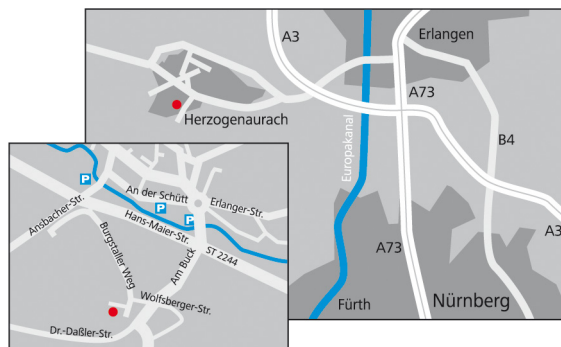 A3
Erlangen
Herzogenaurach
A73
Europakanal
B4
A3
A73
Fürth
Nürnberg
P
An der Schütt
Ansbacher-Str.
P
P
Erlanger-Str.
Hans-Maier-Str.
ST 2244
Burgstaller Weg
Am Buck
Wolfsberger-Str.
Dr.-Daßler-Str.